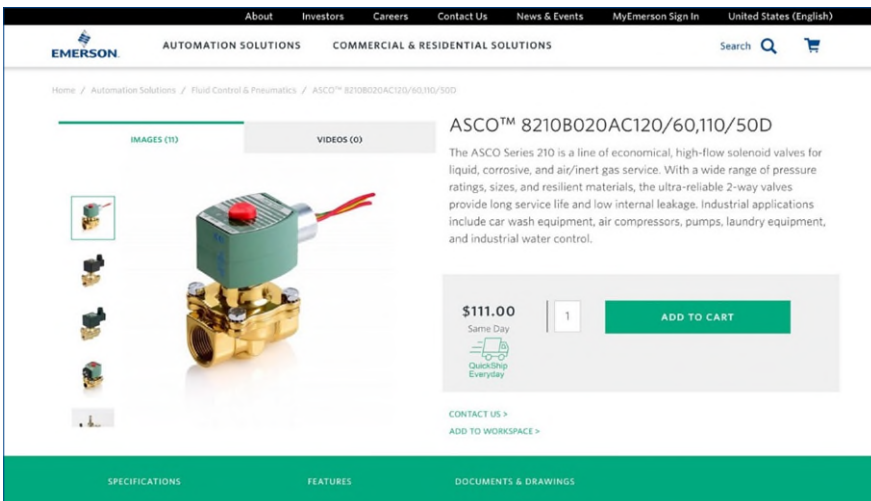 About Investors Careers Contact Us News & Events MyEmerson Sign In United States (English)
EMERSON. AUTOMATION SOLUTIONS COMMERCIAL & RESIDENTIAL SOLUTIONS Search
Home / Automation Solutions / Fluid Control & Pneumatics / ASCO™ 8210B020AC120/60,110/50D
IMAGES (11) VIDEOS (0)
ASCO™ 8210B020AC120/60,110/50D
The ASCO Series 210 is a line of economical, high-flow solenoid valves for
liquid, corrosive, and air/inert gas service. With a wide range of pressure
ratings, sizes, and resilient materials, the ultra-reliable 2-way valves
provide long service life and low internal leakage. Industrial applications
include car wash equipment, air compressors, pumps, laundry equipment,
and industrial water control.
$111.00 1 ADD TO CART
Same Day
QuickShip
Everyday
CONTACT US >
ADD TO WORKSPACE >
SPECIFICATIONS FEATURES DOCUMENTS & DRAWINGS